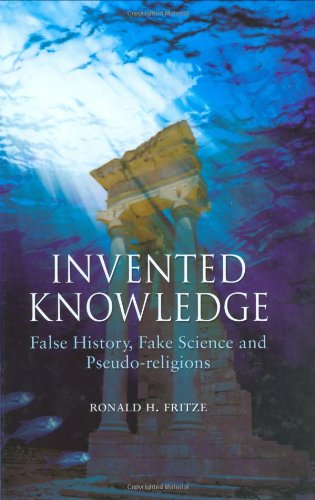 INVENTED
KNOWLEDGE
False History, Fake Science and
Pseudo-religions
RONALD H. FRITZE